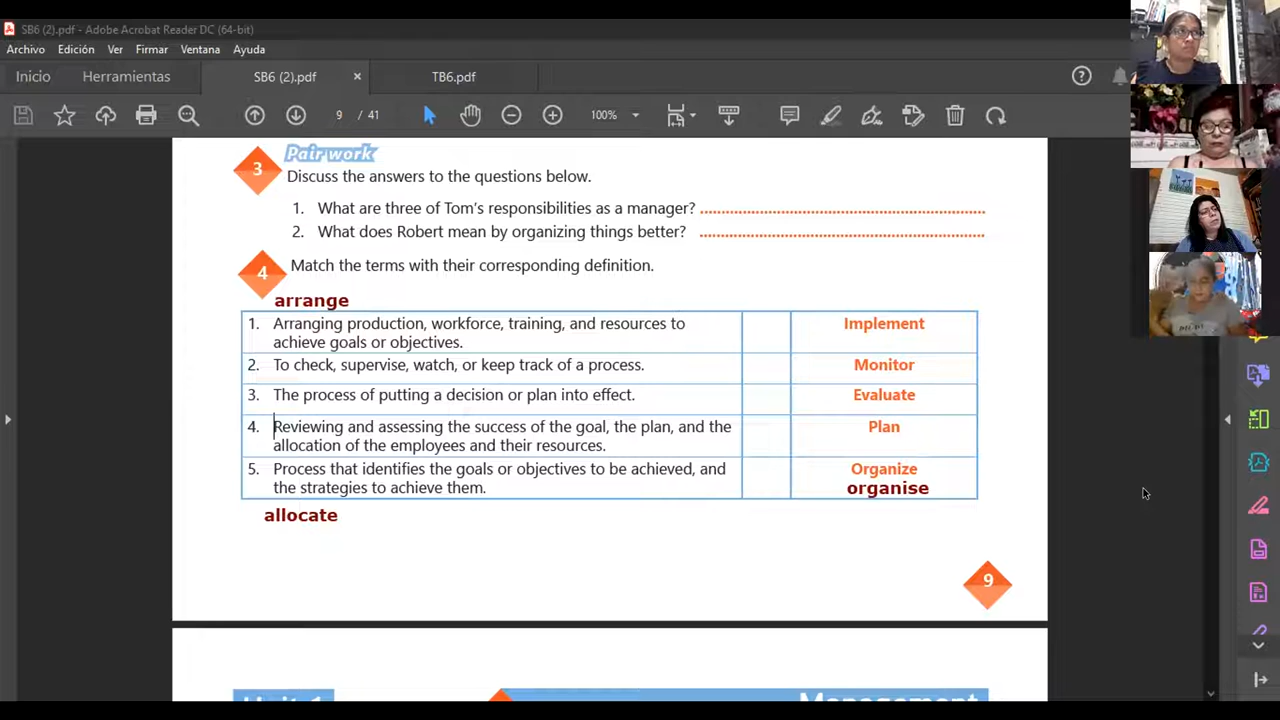 SB6 (2).pdf - Adobe Acrobat Reader DC (64-bit)
Archivo Edición Ver Firmar Ventana Ayuda
Inicio Herramientas SB6 (2).pdf × TB6.pdf
9 / 41 100%
3 Pair work
Discuss the answers to the questions below.
1. What are three of Tom's responsibilities as a manager? ................................
2. What does Robert mean by organizing things better? ................................
4 Match the terms with their corresponding definition.
arrange
1. Arranging production, workforce, training, and resources to Implement
achieve goals or objectives.
2. To check, supervise, watch, or keep track of a process. Monitor
3. The process of putting a decision or plan into effect. Evaluate
4. Reviewing and assessing the success of the goal, the plan, and the Plan
allocation of the employees and their resources.
5. Process that identifies the goals or objectives to be achieved, and Organize
the strategies to achieve them. organise
allocate
9
Unit 1 Management